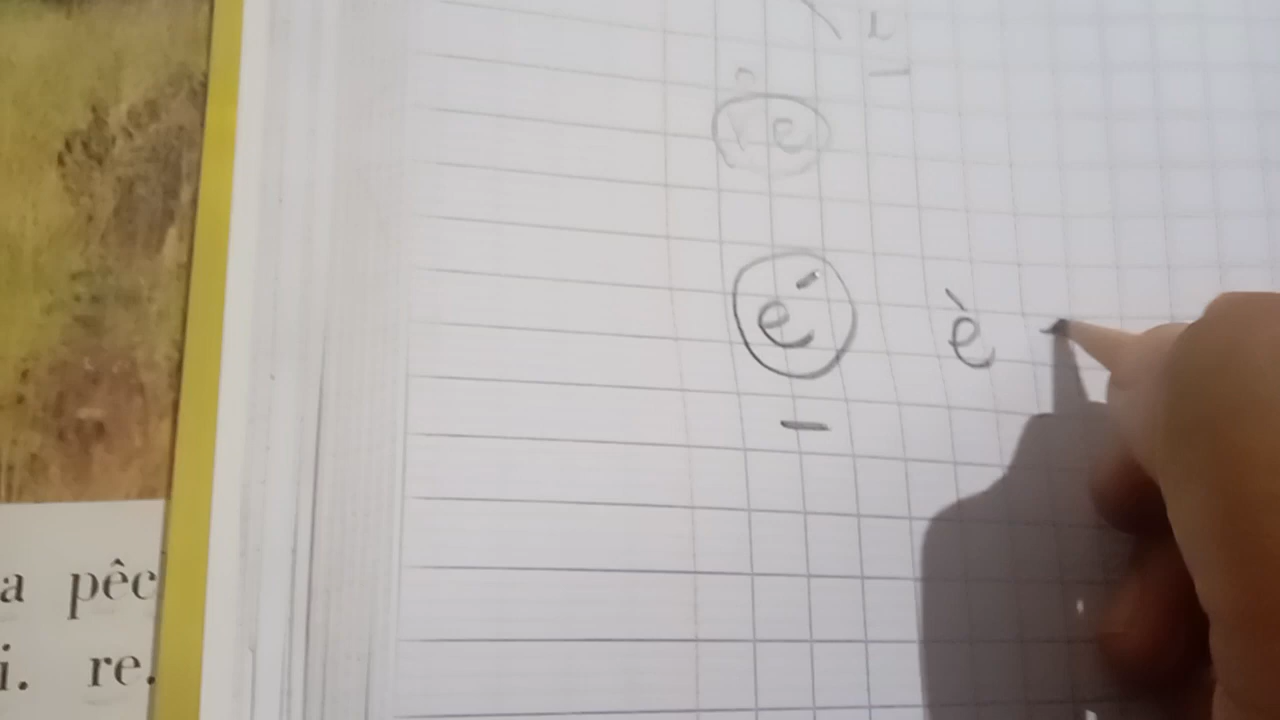 e
é è
a pêc
i. re.